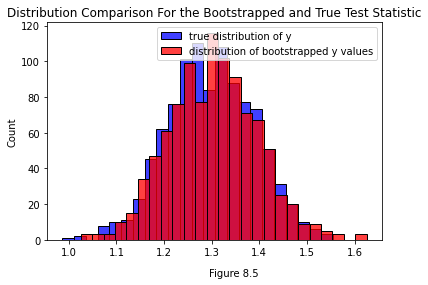 Distribution Comparison For the Bootstrapped and True Test Statistic
true distribution of y
distribution of bootstrapped y values
120
100
80
60
40
20
0
Count
1.0 1.1 1.2 1.3 1.4 1.5 1.6
Figure 8.5